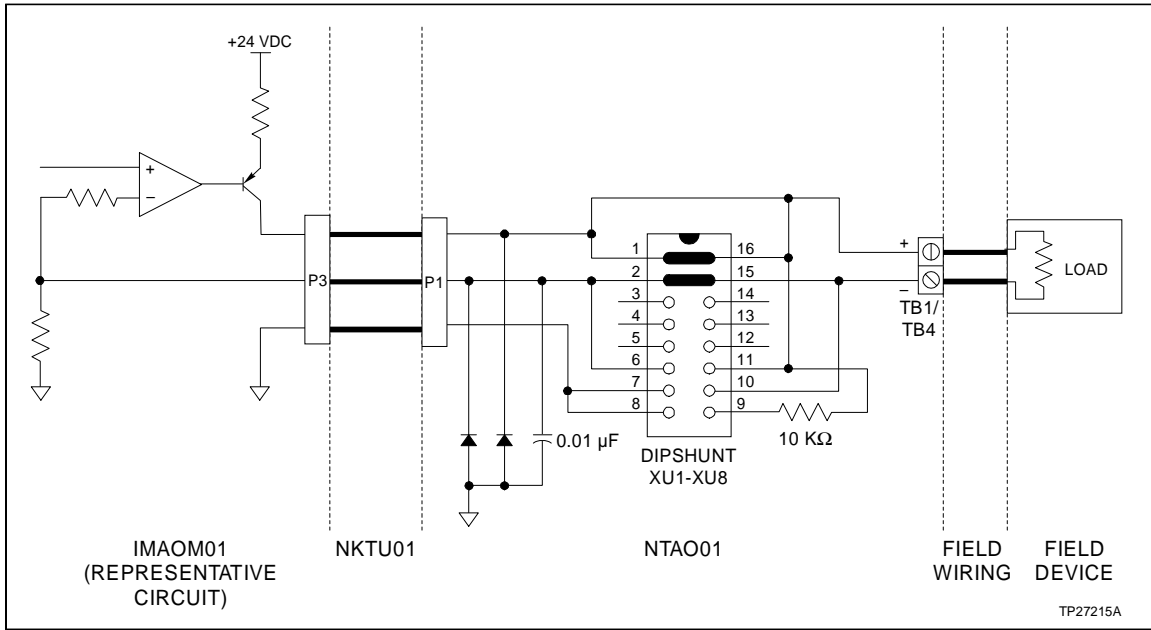 +24 VDC
+
−
P3
P1
1
16
2
15
3
14
4
13
5
12
6
11
7
10
8
9
0.01 µF
10 KΩ
DIPSHUNT
XU1-XU8
+
−
TB1/
TB4
LOAD
IMAOM01
(REPRESENTATIVE
CIRCUIT)
NKTU01
NTAO01
FIELD
WIRING
FIELD
DEVICE
TP27215A